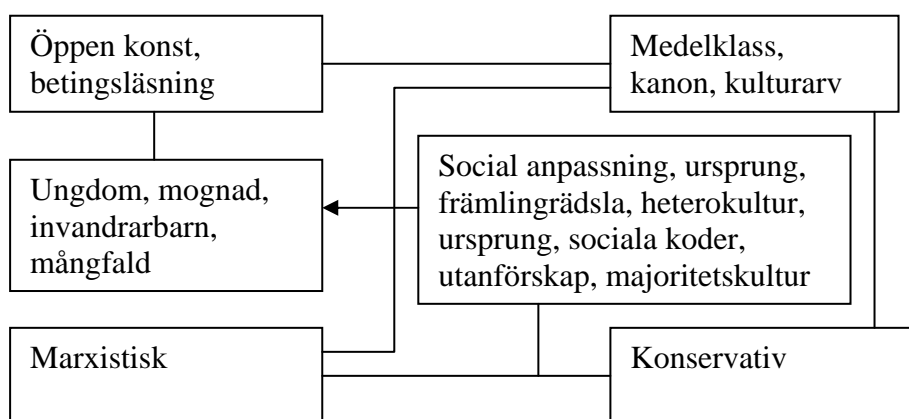 Öppen konst,
betingsläsning
Medelklass,
kanon, kulturarv
Ungdom, mognad,
invandrarbarn,
mångfald
Social anpassning, ursprung,
främlingrädsla, heterokultur,
ursprung, sociala koder,
utanförskap, majoritetskultur
Marxistisk
Konservativ